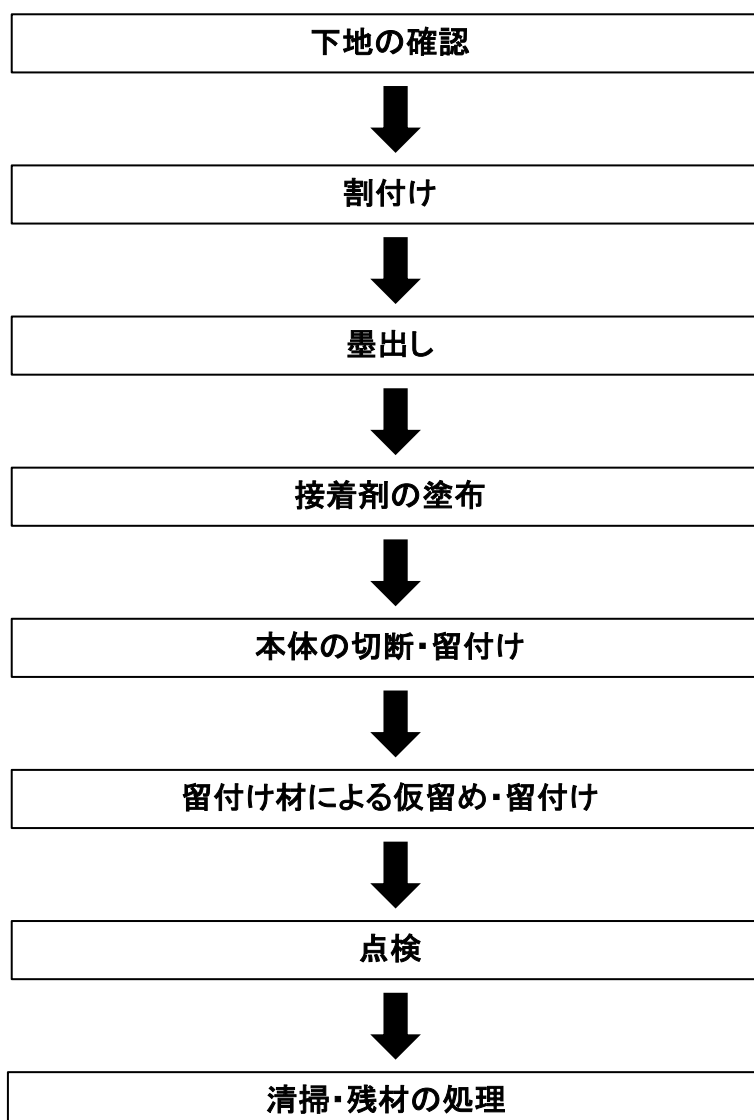 下地の確認
割付け
墨出し
接着剤の塗布
本体の切断・留付け
留付け材による仮留め・留付け
点検
清掃・残材の処理